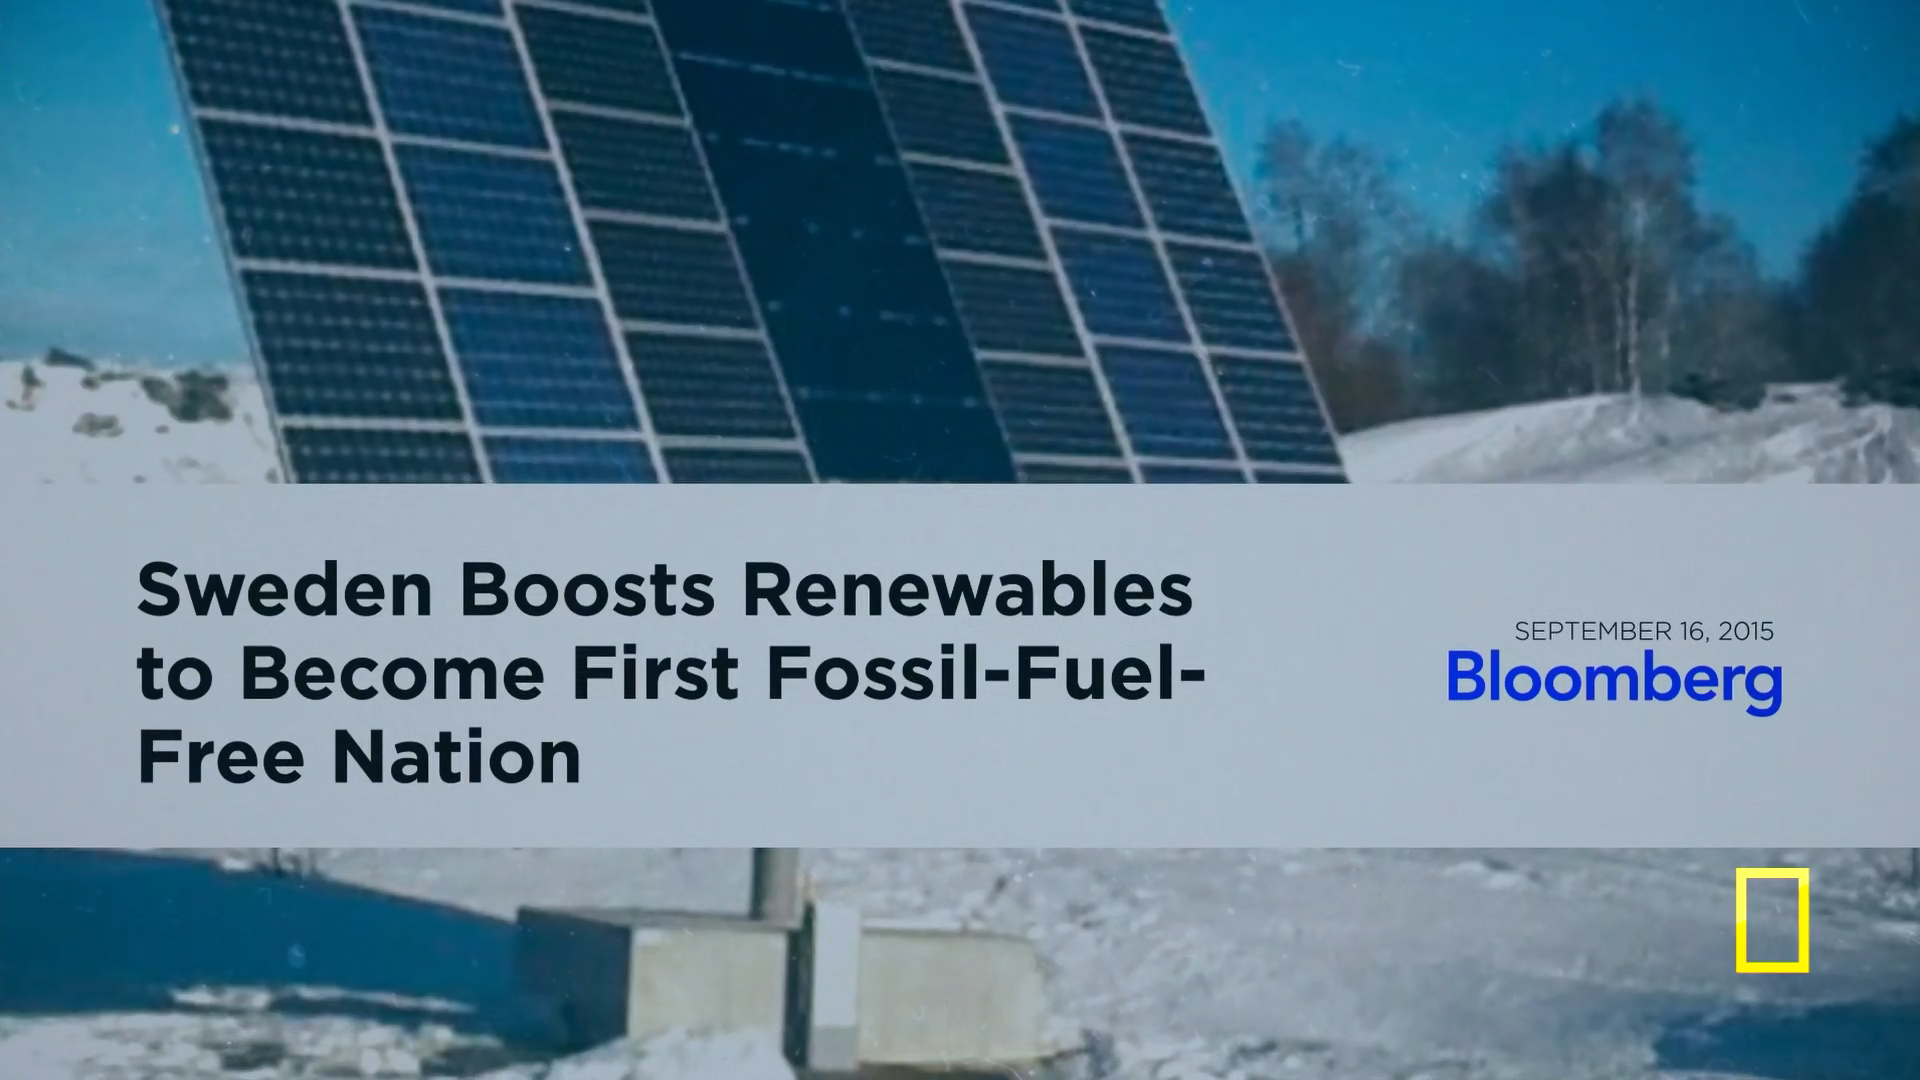 Sweden Boosts Renewables
to Become First Fossil-Fuel-
Free Nation
SEPTEMBER 16, 2015
Bloomberg